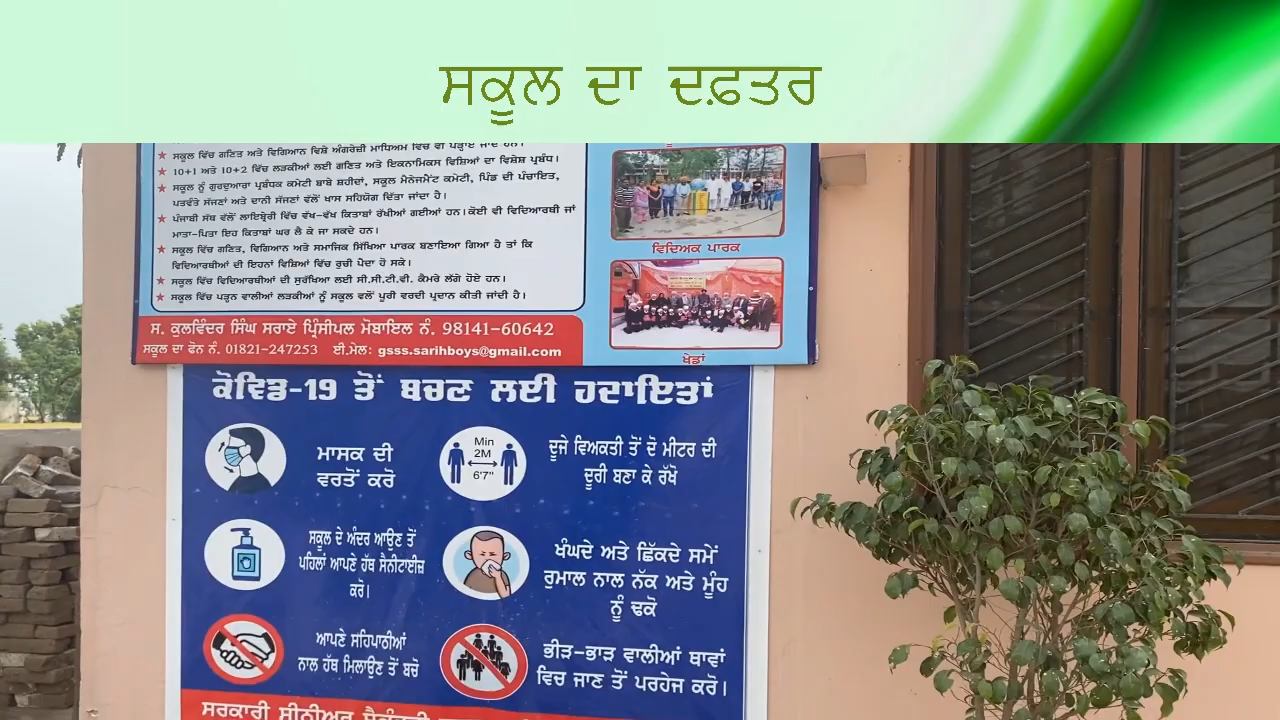 ਸਕੂਲ ਦਾ ਦਫ਼ਤਰ
★ ਸਕੂਲ ਵਿੱਚ ਗਣਿਤ ਅਤੇ ਵਿਗਿਆਨ ਵਿਸ਼ੇ ਅੰਗਰੇਜ਼ੀ ਮਾਧਿਅਮ ਵਿੱਚ ਵੀ ਪੜ੍ਹਾਏ ਜਾਂਦੇ ਹਨ।
★ 10+1 ਅਤੇ 10+2 ਵਿੱਚ ਲੜਕੀਆਂ ਲਈ ਗਣਿਤ ਅਤੇ ਇਕਨਾਮਿਕਸ ਵਿਸ਼ਿਆਂ ਦਾ ਵਿਸ਼ੇਸ਼ ਪ੍ਰਬੰਧ।
★ ਸਕੂਲ ਨੂੰ ਗੁਰਦੁਆਰਾ ਪ੍ਰਬੰਧਕ ਕਮੇਟੀ ਬਾਬੇ ਸ਼ਹੀਦਾਂ, ਸਕੂਲ ਮੈਨੇਜਮੈਂਟ ਕਮੇਟੀ, ਪਿੰਡ ਦੀ ਪੰਚਾਇਤ,
ਪਤਵੰਤੇ ਸੱਜਣਾਂ ਅਤੇ ਦਾਨੀ ਸੱਜਣਾਂ ਵੱਲੋਂ ਖਾਸ ਸਹਿਯੋਗ ਦਿੱਤਾ ਜਾਂਦਾ ਹੈ।
★ ਪੰਜਾਬੀ ਸੱਥ ਵੱਲੋਂ ਲਾਇਬ੍ਰੇਰੀ ਵਿੱਚ ਵੱਖ-ਵੱਖ ਕਿਤਾਬਾਂ ਰੱਖੀਆਂ ਗਈਆਂ ਹਨ।ਕੋਈ ਵੀ ਵਿਦਿਆਰਥੀ ਜਾਂ
ਮਾਤਾ-ਪਿਤਾ ਇਹ ਕਿਤਾਬਾਂ ਘਰ ਲੈ ਕੇ ਜਾ ਸਕਦੇ ਹਨ।
★ ਸਕੂਲ ਵਿੱਚ ਗਣਿਤ, ਵਿਗਿਆਨ ਅਤੇ ਸਮਾਜਿਕ ਸਿੱਖਿਆ ਪਾਰਕ ਬਣਾਇਆ ਗਿਆ ਹੈ ਤਾਂ ਕਿ
ਵਿਦਿਆਰਥੀਆਂ ਦੀ ਇਹਨਾਂ ਵਿਸ਼ਿਆਂ ਵਿੱਚ ਰੁਚੀ ਪੈਦਾ ਹੋ ਸਕੇ।
★ ਸਕੂਲ ਵਿੱਚ ਵਿਦਿਆਰਥੀਆਂ ਦੀ ਸੁਰੱਖਿਆ ਲਈ ਸੀ.ਸੀ.ਟੀ.ਵੀ. ਕੈਮਰੇ ਲੱਗੇ ਹੋਏ ਹਨ।
★ ਸਕੂਲ ਵਿੱਚ ਪੜ੍ਹਨ ਵਾਲੀਆਂ ਲੜਕੀਆਂ ਨੂੰ ਸਕੂਲ ਵਲੋਂ ਪੂਰੀ ਵਰਦੀ ਪ੍ਰਦਾਨ ਕੀਤੀ ਜਾਂਦੀ ਹੈ।
ਵਿਦਿਅਕ ਪਾਰਕ
ਖੇਡਾਂ
ਸ. ਕੁਲਵਿੰਦਰ ਸਿੰਘ ਸਰਾਏ ਪ੍ਰਿੰਸੀਪਲ ਮੋਬਾਇਲ ਨੰ. 98141-60642
ਸਕੂਲ ਦਾ ਫੋਨ ਨੰ. 01821-247253 ਈ.ਮੇਲ: gsss.sarihboys@gmail.com
ਕੋਵਿਡ-19 ਤੋਂ ਬਚਣ ਲਈ ਹਦਾਇਤਾਂ
ਮਾਸਕ ਦੀ
ਵਰਤੋਂ ਕਰੋ
Min
2M
6'7"
ਦੂਜੇ ਵਿਅਕਤੀ ਤੋਂ ਦੋ ਮੀਟਰ ਦੀ
ਦੂਰੀ ਬਣਾ ਕੇ ਰੱਖੋ
ਸਕੂਲ ਦੇ ਅੰਦਰ ਆਉਣ ਤੋਂ
ਪਹਿਲਾਂ ਆਪਣੇ ਹੱਥ ਸੈਨੀਟਾਈਜ਼
ਕਰੋ।
ਖੰਘਦੇ ਅਤੇ ਛਿੱਕਦੇ ਸਮੇਂ
ਰੁਮਾਲ ਨਾਲ ਨੱਕ ਅਤੇ ਮੂੰਹ
ਨੂੰ ਢਕੋ
ਆਪਣੇ ਸਹਿਪਾਠੀਆਂ
ਨਾਲ ਹੱਥ ਮਿਲਾਉਣ ਤੋਂ ਬਚੋ
ਭੀੜ-ਭਾੜ ਵਾਲੀਆਂ ਥਾਵਾਂ
ਵਿਚ ਜਾਣ ਤੋਂ ਪਰਹੇਜ ਕਰੋ।
ਸਰਕਾਰੀ ਸੀਨੀਅਰ ਸੈਕੰਡਰੀ